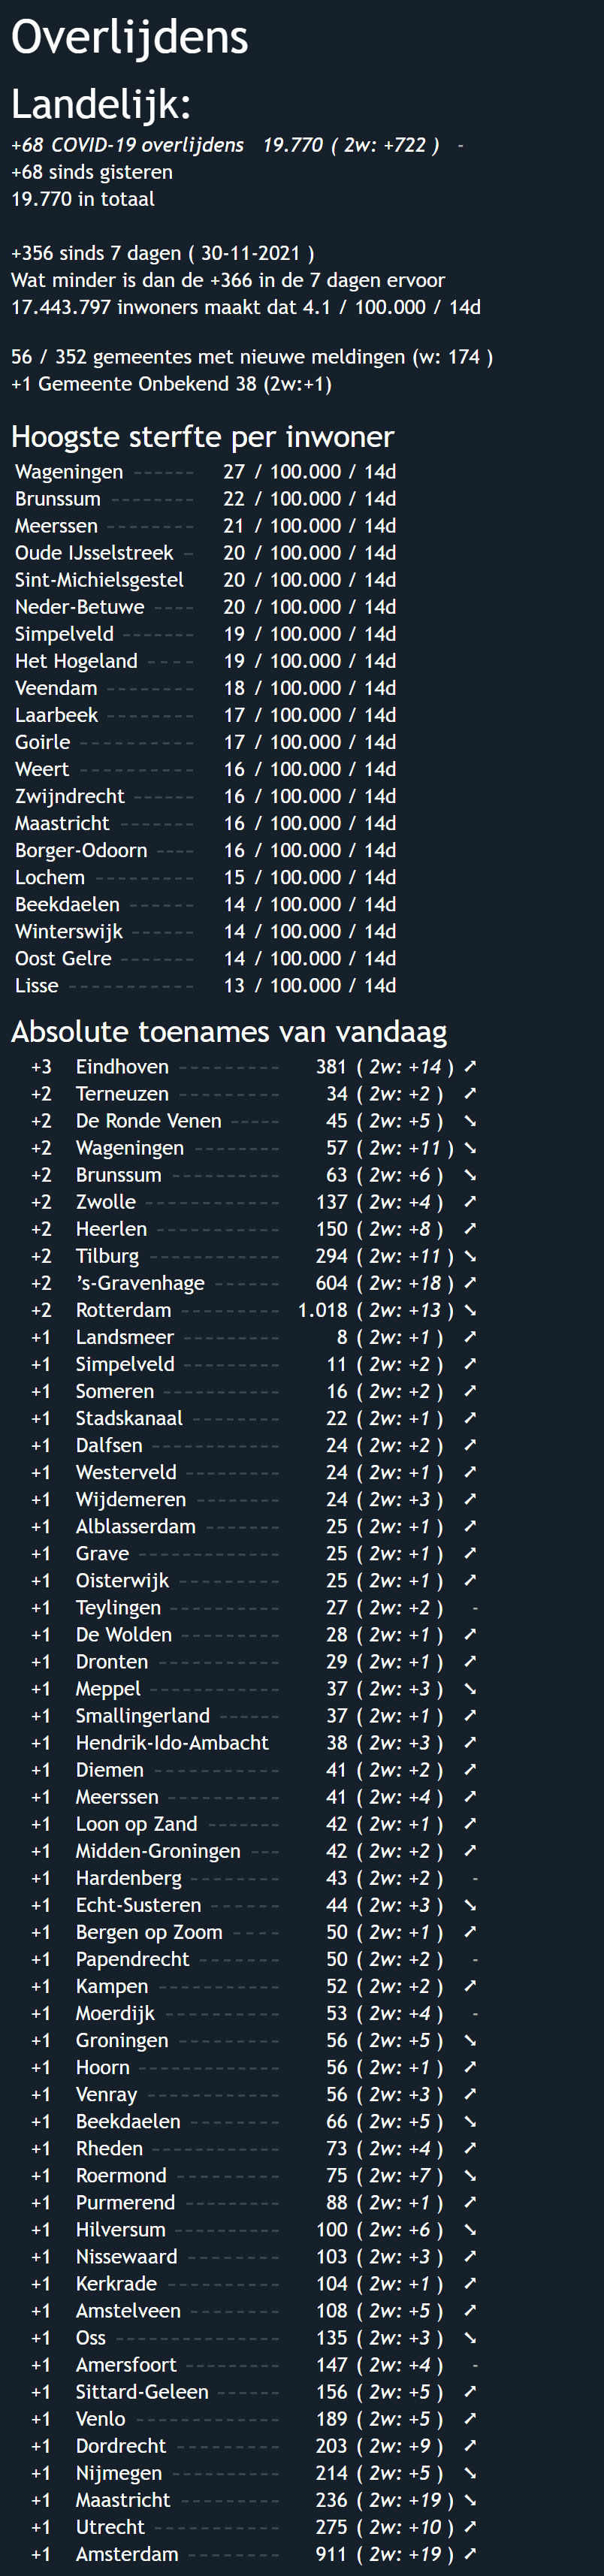 Overlijdens
Landelijk:
+68 COVID-19 overlijdens 19.770 ( 2w: +722 ) -
+68 sinds gisteren
19.770 in totaal
+356 sinds 7 dagen ( 30-11-2021 )
Wat minder is dan de +366 in de 7 dagen ervoor
17.443.797 inwoners maakt dat 4.1 / 100.000 / 14d
56 / 352 gemeentes met nieuwe meldingen (w: 174 )
+1 Gemeente Onbekend 38 (2w:+1)
Hoogste sterfte per inwoner
Wageningen ------ 27 / 100.000 / 14d
Brunssum -------- 22 / 100.000 / 14d
Meerssen -------- 21 / 100.000 / 14d
Oude IJsselstreek - 20 / 100.000 / 14d
Sint-Michielsgestel 20 / 100.000 / 14d
Neder-Betuwe ---- 20 / 100.000 / 14d
Simpelveld ------- 19 / 100.000 / 14d
Het Hogeland ---- 19 / 100.000 / 14d
Veendam -------- 18 / 100.000 / 14d
Laarbeek -------- 17 / 100.000 / 14d
Goirle ---------- 17 / 100.000 / 14d
Weert ---------- 16 / 100.000 / 14d
Zwijndrecht ------ 16 / 100.000 / 14d
Maastricht ------- 16 / 100.000 / 14d
Borger-Odoorn ---- 16 / 100.000 / 14d
Lochem --------- 15 / 100.000 / 14d
Beekdaelen ------ 14 / 100.000 / 14d
Winterswijk ------ 14 / 100.000 / 14d
Oost Gelre ------- 14 / 100.000 / 14d
Lisse ----------- 13 / 100.000 / 14d
Absolute toenames van vandaag
+3 Eindhoven --------- 381 ( 2w: +14 ) ➚
+2 Terneuzen --------- 34 ( 2w: +2 ) ➚
+2 De Ronde Venen ----- 45 ( 2w: +5 ) ➘
+2 Wageningen -------- 57 ( 2w: +11 ) ➘
+2 Brunssum ---------- 63 ( 2w: +6 ) ➘
+2 Zwolle ------------ 137 ( 2w: +4 ) ➚
+2 Heerlen ----------- 150 ( 2w: +8 ) ➚
+2 Tilburg ------------ 294 ( 2w: +11 ) ➘
+2 's-Gravenhage ------ 604 ( 2w: +18 ) ➚
+2 Rotterdam --------- 1.018 ( 2w: +13 ) ➘
+1 Landsmeer --------- 8 ( 2w: +1 ) ➚
+1 Simpelveld --------- 11 ( 2w: +2 ) ➚
+1 Someren ----------- 16 ( 2w: +2 ) ➚
+1 Stadskanaal -------- 22 ( 2w: +1 ) ➚
+1 Dalfsen ------------ 24 ( 2w: +2 ) ➚
+1 Westerveld --------- 24 ( 2w: +1 ) ➚
+1 Wijdemeren -------- 24 ( 2w: +3 ) ➚
+1 Alblasserdam ------- 25 ( 2w: +1 ) ➚
+1 Grave ------------- 25 ( 2w: +1 ) ➚
+1 Oisterwijk --------- 25 ( 2w: +1 ) ➚
+1 Teylingen ---------- 27 ( 2w: +2 ) -
+1 De Wolden --------- 28 ( 2w: +1 ) ➚
+1 Dronten ----------- 29 ( 2w: +1 ) ➚
+1 Meppel ------------ 37 ( 2w: +3 ) ➘
+1 Smallingerland ------ 37 ( 2w: +1 ) ➚
+1 Hendrik-Ido-Ambacht 38 ( 2w: +3 ) ➚
+1 Diemen ----------- 41 ( 2w: +2 ) ➚
+1 Meerssen ---------- 41 ( 2w: +4 ) ➚
+1 Loon op Zand ------- 42 ( 2w: +1 ) ➚
+1 Midden-Groningen --- 42 ( 2w: +2 ) ➚
+1 Hardenberg -------- 43 ( 2w: +2 ) -
+1 Echt-Susteren ------ 44 ( 2w: +3 ) ➘
+1 Bergen op Zoom ---- 50 ( 2w: +1 ) ➚
+1 Papendrecht ------- 50 ( 2w: +2 ) -
+1 Kampen ----------- 52 ( 2w: +2 ) ➚
+1 Moerdijk ---------- 53 ( 2w: +4 ) -
+1 Groningen --------- 56 ( 2w: +5 ) ➘
+1 Hoorn ------------- 56 ( 2w: +1 ) ➚
+1 Venray ------------ 56 ( 2w: +3 ) ➚
+1 Beekdaelen -------- 66 ( 2w: +5 ) ➘
+1 Rheden ------------ 73 ( 2w: +4 ) ➚
+1 Roermond --------- 75 ( 2w: +7 ) ➘
+1 Purmerend --------- 88 ( 2w: +1 ) ➚
+1 Hilversum ---------- 100 ( 2w: +6 ) ➘
+1 Nissewaard -------- 103 ( 2w: +3 ) ➚
+1 Kerkrade ---------- 104 ( 2w: +1 ) ➚
+1 Amstelveen -------- 108 ( 2w: +5 ) ➚
+1 Oss --------------- 135 ( 2w: +3 ) ➘
+1 Amersfoort --------- 147 ( 2w: +4 ) -
+1 Sittard-Geleen ------ 156 ( 2w: +5 ) ➚
+1 Venlo ------------- 189 ( 2w: +5 ) ➚
+1 Dordrecht --------- 203 ( 2w: +9 ) ➚
+1 Nijmegen ---------- 214 ( 2w: +5 ) ➘
+1 Maastricht --------- 236 ( 2w: +19 ) ➘
+1 Utrecht ----------- 275 ( 2w: +10 ) ➚
+1 Amsterdam -------- 911 ( 2w: +19 ) ➚